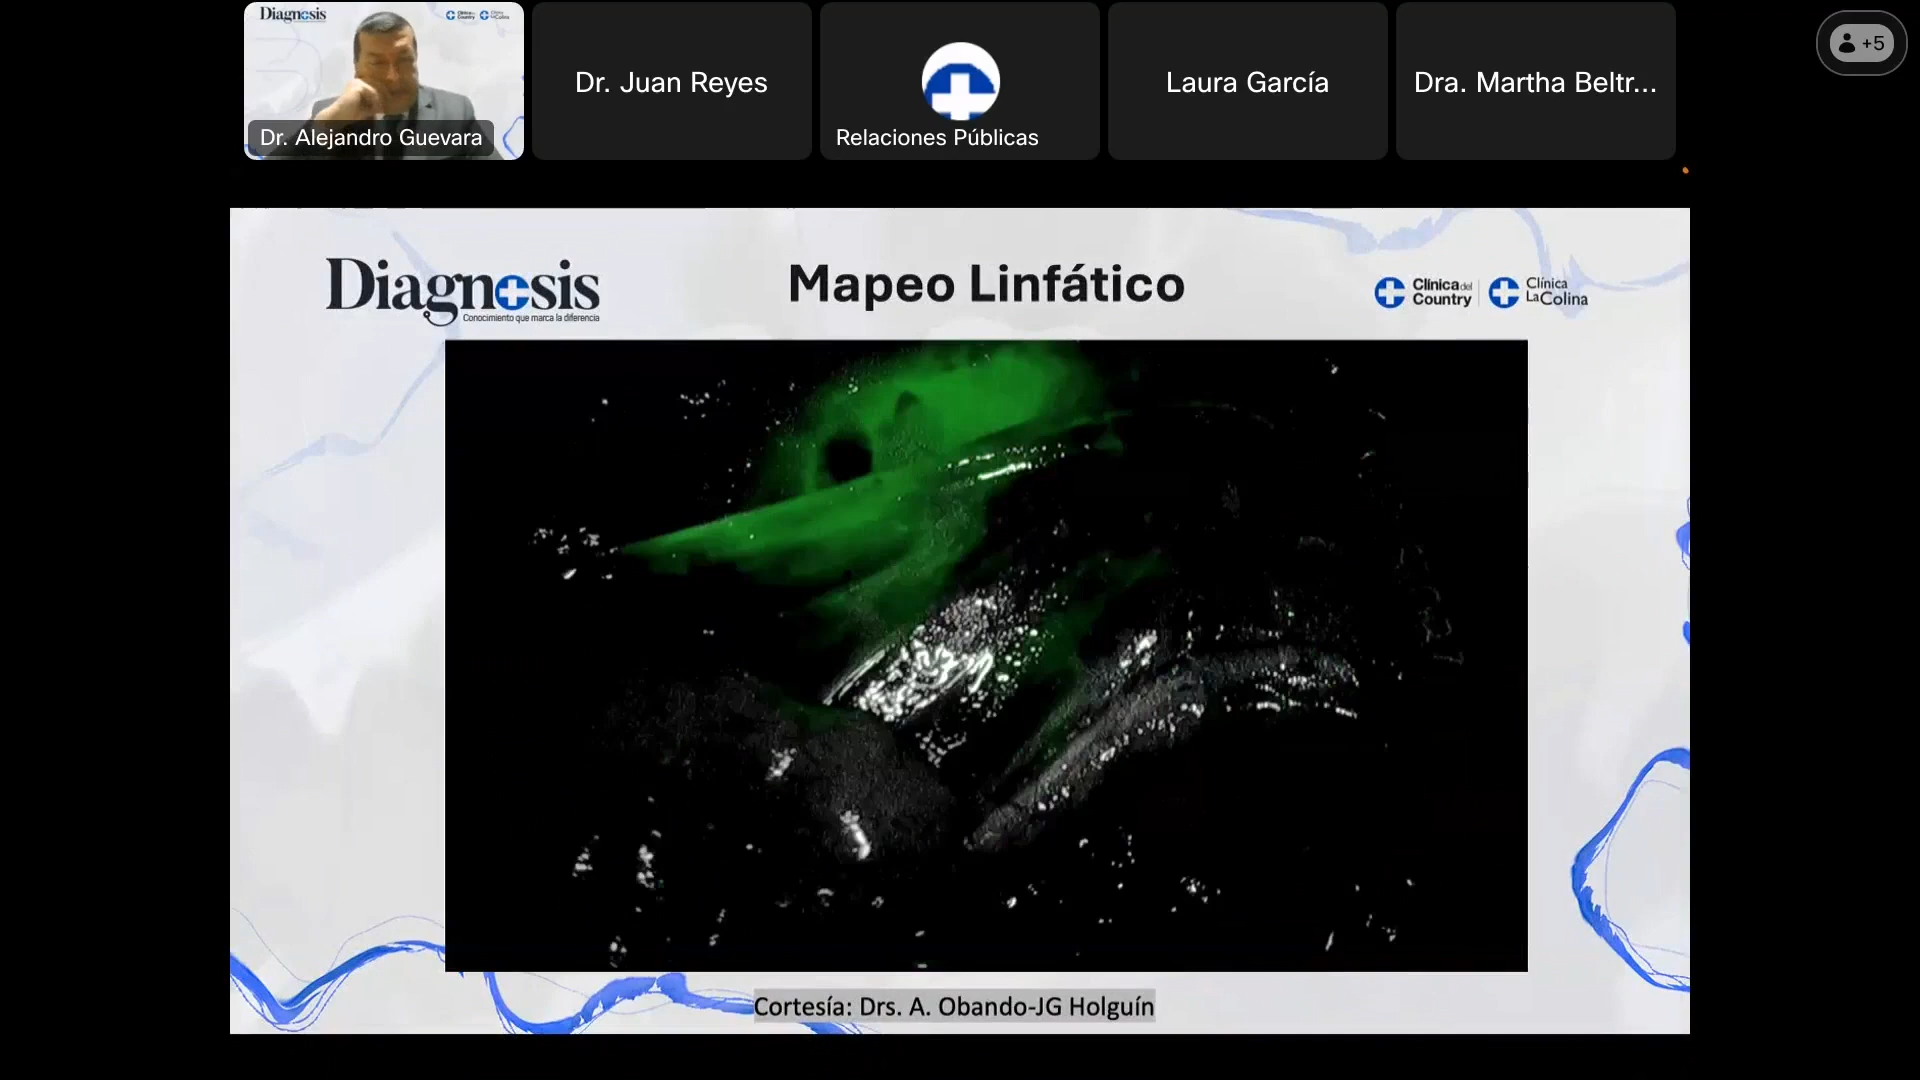 Diagnosis
Dr. Alejandro Guevara
Dr. Juan Reyes
Relaciones Públicas
Laura García
Dra. Martha Beltr...
+5
Diagnosis
Conocimiento que marca la diferencia
Mapeo Linfático
Clínica del
Country
Clínica
La Colina
Cortesía: Drs. A. Obando-JG Holguín